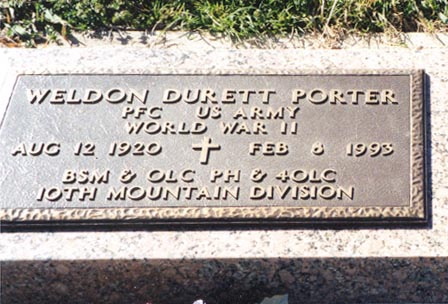 WELDON DURETT PORTER
PFC US ARMY
WORLD WAR II
AUG 12 1920 FEB 6 1993
BSM & OLC PH & 4OLC
10TH MOUNTAIN DIVISION